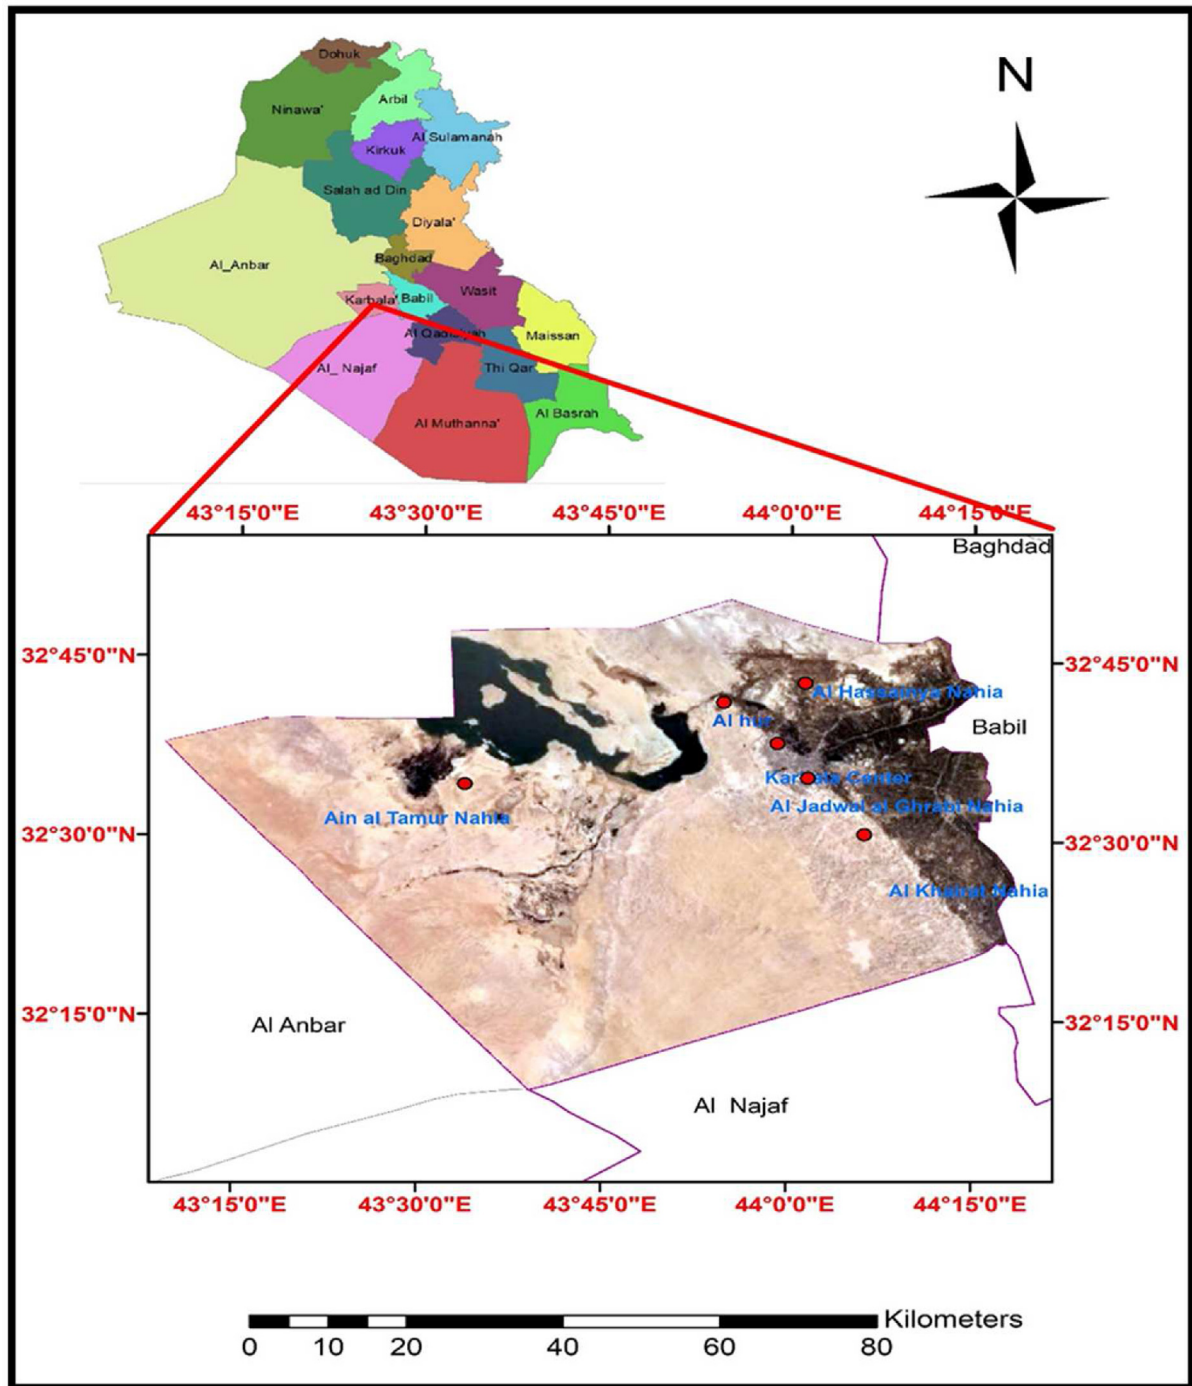 N
Dohuk
Ninawa'
Arbil
Al Sulamanah
Kirkuk
Salah ad Din
Diyala'
Al_Anbar
Baghdad
Karbala'
Babil
Wasit
Al Qadisiyah
Maissan
Al_ Najaf
Thi Qar
Al Basrah
Al Muthanna'
43°15'0"E 43°30'0"E 43°45'0"E 44°0'0"E 44°15'0"E
Baghdad
32°45'0"N 32°45'0"N
Al Hassainya Nahia
Al hur
Babil
Karbala Center
Al Jadwal al Ghrabi Nahia
Ain al Tamur Nahia
32°30'0"N 32°30'0"N
Al Khairat Nahia
32°15'0"N 32°15'0"N
Al Anbar
Al Najaf
43°15'0"E 43°30'0"E 43°45'0"E 44°0'0"E 44°15'0"E
Kilometers
0 10 20 40 60 80